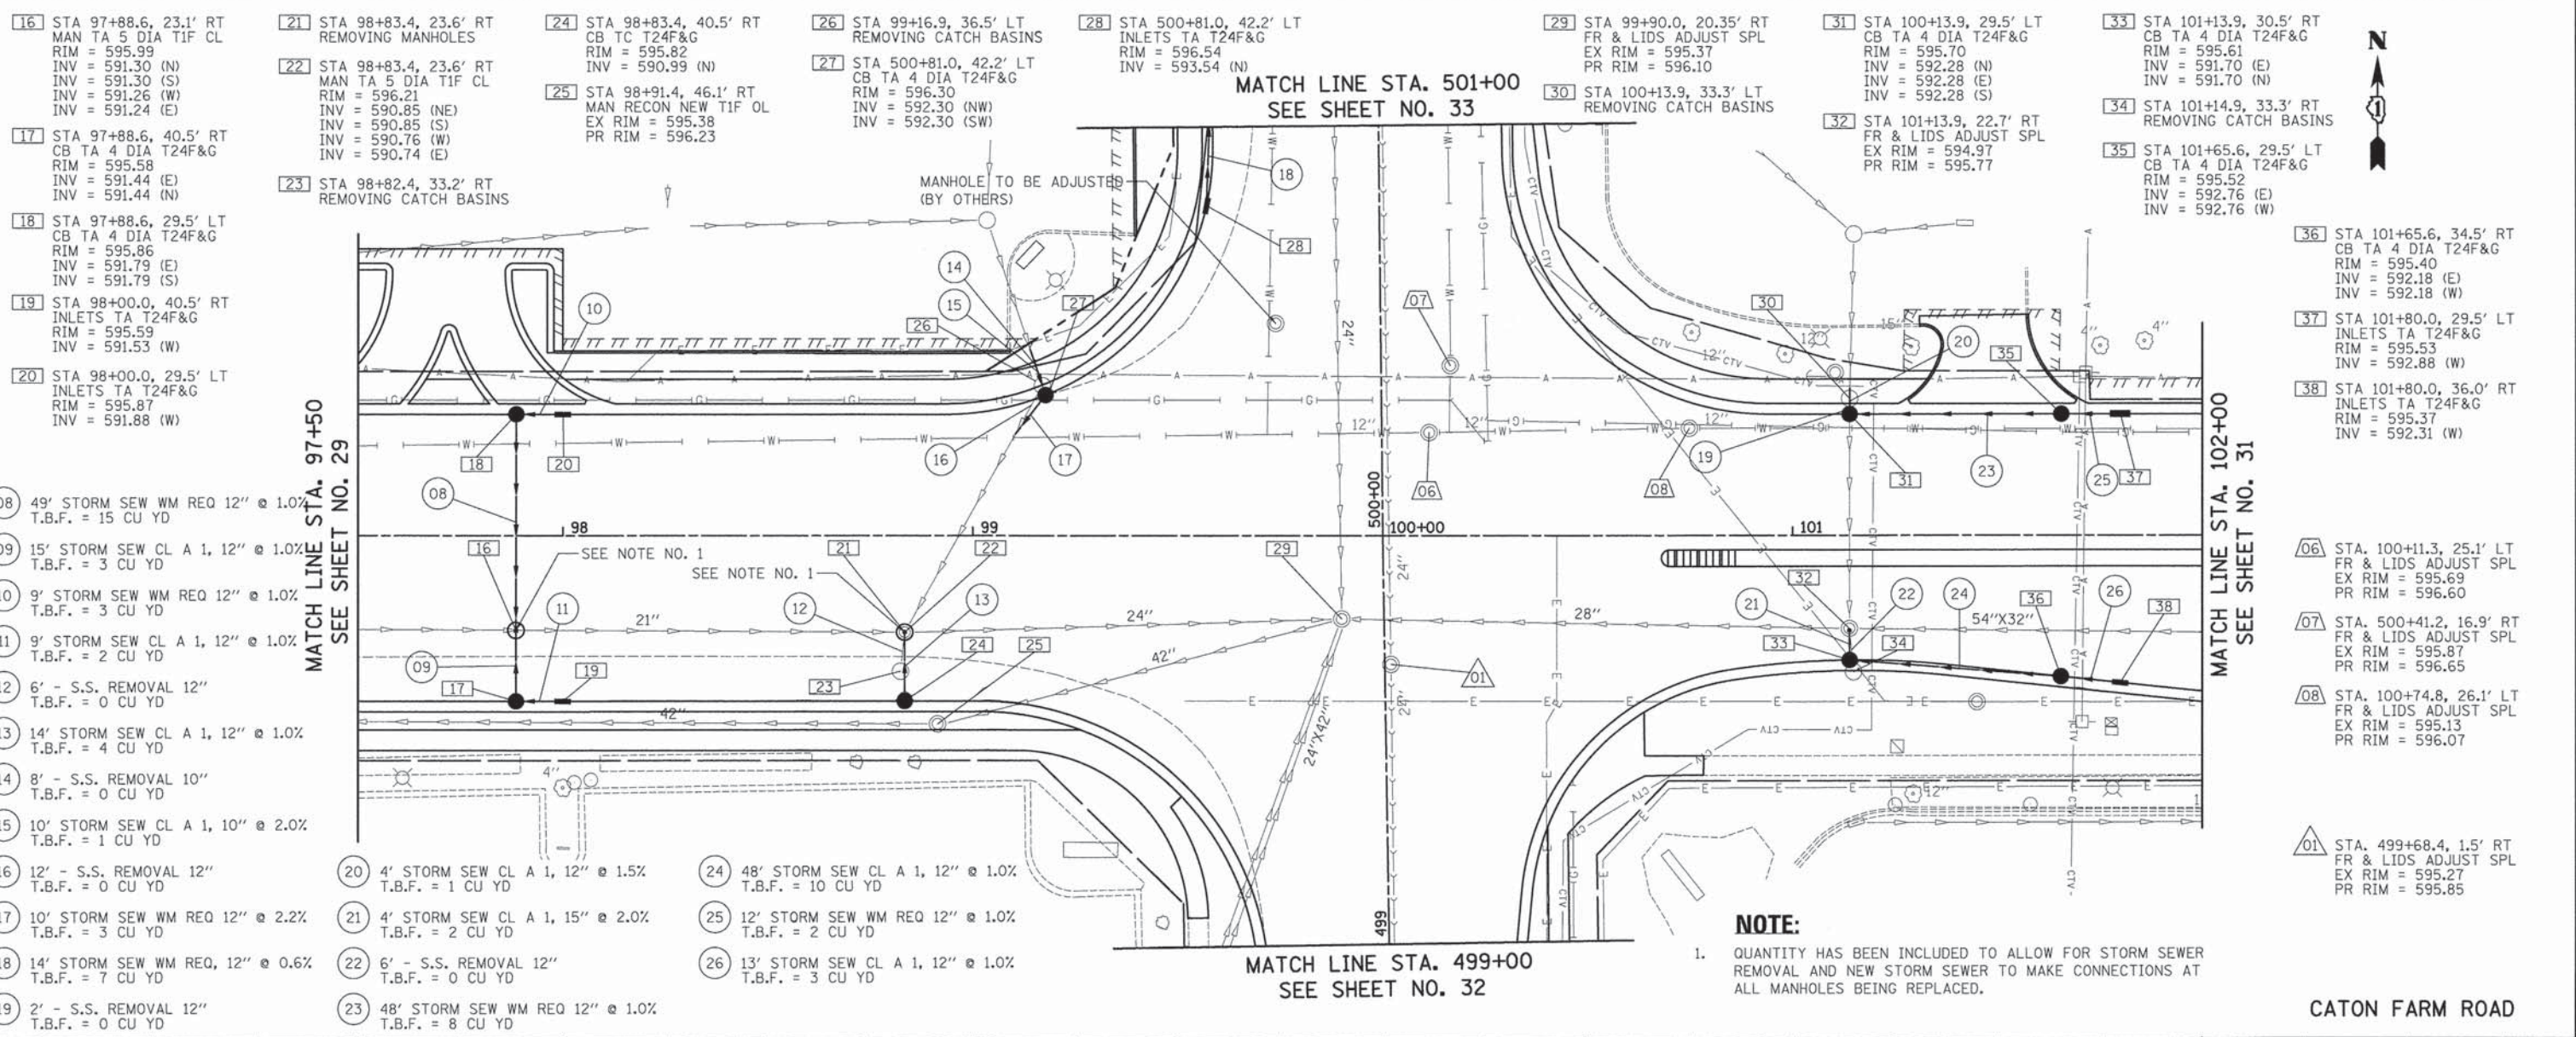 16 STA 97+88.6, 23.1' RT
MAN TA 5 DIA T1F CL
RIM = 595.99
INV = 591.30 (N)
INV = 591.30 (S)
INV = 591.26 (W)
INV = 591.24 (E)
17 STA 97+88.6, 40.5' RT
CB TA 4 DIA T24F&G
RIM = 595.58
INV = 591.44 (E)
INV = 591.44 (N)
18 STA 97+88.6, 29.5' LT
CB TA 4 DIA T24F&G
RIM = 595.86
INV = 591.79 (E)
INV = 591.79 (S)
19 STA 98+00.0, 40.5' RT
INLETS TA T24F&G
RIM = 595.59
INV = 591.53 (W)
20 STA 98+00.0, 29.5' LT
INLETS TA T24F&G
RIM = 595.87
INV = 591.88 (W)
21 STA 98+83.4, 23.6' RT
REMOVING MANHOLES
22 STA 98+83.4, 23.6' RT
MAN TA 5 DIA T1F CL
RIM = 596.21
INV = 590.85 (NE)
INV = 590.85 (S)
INV = 590.76 (W)
INV = 590.74 (E)
23 STA 98+82.4, 33.2' RT
REMOVING CATCH BASINS
24 STA 98+83.4, 40.5' RT
CB TC T24F&G
RIM = 595.82
INV = 590.99 (N)
25 STA 98+91.4, 46.1' RT
MAN RECON NEW T1F OL
EX RIM = 595.38
PR RIM = 596.23
26 STA 99+16.9, 36.5' LT
REMOVING CATCH BASINS
27 STA 500+81.0, 42.2' LT
CB TA 4 DIA T24F&G
RIM = 596.30
INV = 592.30 (NW)
INV = 592.30 (SW)
28 STA 500+81.0, 42.2' LT
INLETS TA T24F&G
RIM = 596.54
INV = 593.54 (N)
MATCH LINE STA. 501+00
SEE SHEET NO. 33
29 STA 99+90.0, 20.35' RT
FR & LIDS ADJUST SPL
EX RIM = 595.37
PR RIM = 596.10
30 STA 100+13.9, 33.3' LT
REMOVING CATCH BASINS
31 STA 100+13.9, 29.5' LT
CB TA 4 DIA T24F&G
RIM = 595.70
INV = 592.28 (N)
INV = 592.28 (E)
INV = 592.28 (S)
32 STA 101+13.9, 22.7' RT
FR & LIDS ADJUST SPL
EX RIM = 594.97
PR RIM = 595.77
33 STA 101+13.9, 30.5' RT
CB TA 4 DIA T24F&G
RIM = 595.61
INV = 591.70 (E)
INV = 591.70 (N)
34 STA 101+14.9, 33.3' RT
REMOVING CATCH BASINS
35 STA 101+65.6, 29.5' LT
CB TA 4 DIA T24F&G
RIM = 595.52
INV = 592.76 (E)
INV = 592.76 (W)
N
1
36 STA 101+65.6, 34.5' RT
CB TA 4 DIA T24F&G
RIM = 595.40
INV = 592.18 (E)
INV = 592.18 (W)
37 STA 101+80.0, 29.5' LT
INLETS TA T24F&G
RIM = 595.53
INV = 592.88 (W)
38 STA 101+80.0, 36.0' RT
INLETS TA T24F&G
RIM = 595.37
INV = 592.31 (W)
06 STA. 100+11.3, 25.1' LT
FR & LIDS ADJUST SPL
EX RIM = 595.69
PR RIM = 596.60
07 STA. 500+41.2, 16.9' RT
FR & LIDS ADJUST SPL
EX RIM = 595.87
PR RIM = 596.65
08 STA. 100+74.8, 26.1' LT
FR & LIDS ADJUST SPL
EX RIM = 595.13
PR RIM = 596.07
01 STA. 499+68.4, 1.5' RT
FR & LIDS ADJUST SPL
EX RIM = 595.27
PR RIM = 595.85
MANHOLE TO BE ADJUSTED
(BY OTHERS)
MATCH LINE STA. 97+50
SEE SHEET NO. 29
MATCH LINE STA. 102+00
SEE SHEET NO. 31
98
99
100+00
500+00
101
499
SEE NOTE NO. 1
SEE NOTE NO. 1
21"
24"
24"
24"
28"
42"
42"
24"X42"
54"X32"
12"
12"
12"
08 49' STORM SEW WM REQ 12" @ 1.0%
T.B.F. = 15 CU YD
09 15' STORM SEW CL A 1, 12" @ 1.0%
T.B.F. = 3 CU YD
10 9' STORM SEW WM REQ 12" @ 1.0%
T.B.F. = 3 CU YD
11 9' STORM SEW CL A 1, 12" @ 1.0%
T.B.F. = 2 CU YD
12 6' - S.S. REMOVAL 12"
T.B.F. = 0 CU YD
13 14' STORM SEW CL A 1, 12" @ 1.0%
T.B.F. = 4 CU YD
14 8' - S.S. REMOVAL 10"
T.B.F. = 0 CU YD
15 10' STORM SEW CL A 1, 10" @ 2.0%
T.B.F. = 1 CU YD
16 12' - S.S. REMOVAL 12"
T.B.F. = 0 CU YD
17 10' STORM SEW WM REQ 12" @ 2.2%
T.B.F. = 3 CU YD
18 14' STORM SEW WM REQ, 12" @ 0.6%
T.B.F. = 7 CU YD
19 2' - S.S. REMOVAL 12"
T.B.F. = 0 CU YD
20 4' STORM SEW CL A 1, 12" @ 1.5%
T.B.F. = 1 CU YD
21 4' STORM SEW CL A 1, 15" @ 2.0%
T.B.F. = 2 CU YD
22 6' - S.S. REMOVAL 12"
T.B.F. = 0 CU YD
23 48' STORM SEW WM REQ 12" @ 1.0%
T.B.F. = 8 CU YD
24 48' STORM SEW CL A 1, 12" @ 1.0%
T.B.F. = 10 CU YD
25 12' STORM SEW WM REQ 12" @ 1.0%
T.B.F. = 2 CU YD
26 13' STORM SEW CL A 1, 12" @ 1.0%
T.B.F. = 3 CU YD
MATCH LINE STA. 499+00
SEE SHEET NO. 32
NOTE:
1. QUANTITY HAS BEEN INCLUDED TO ALLOW FOR STORM SEWER
REMOVAL AND NEW STORM SEWER TO MAKE CONNECTIONS AT
ALL MANHOLES BEING REPLACED.
CATON FARM ROAD